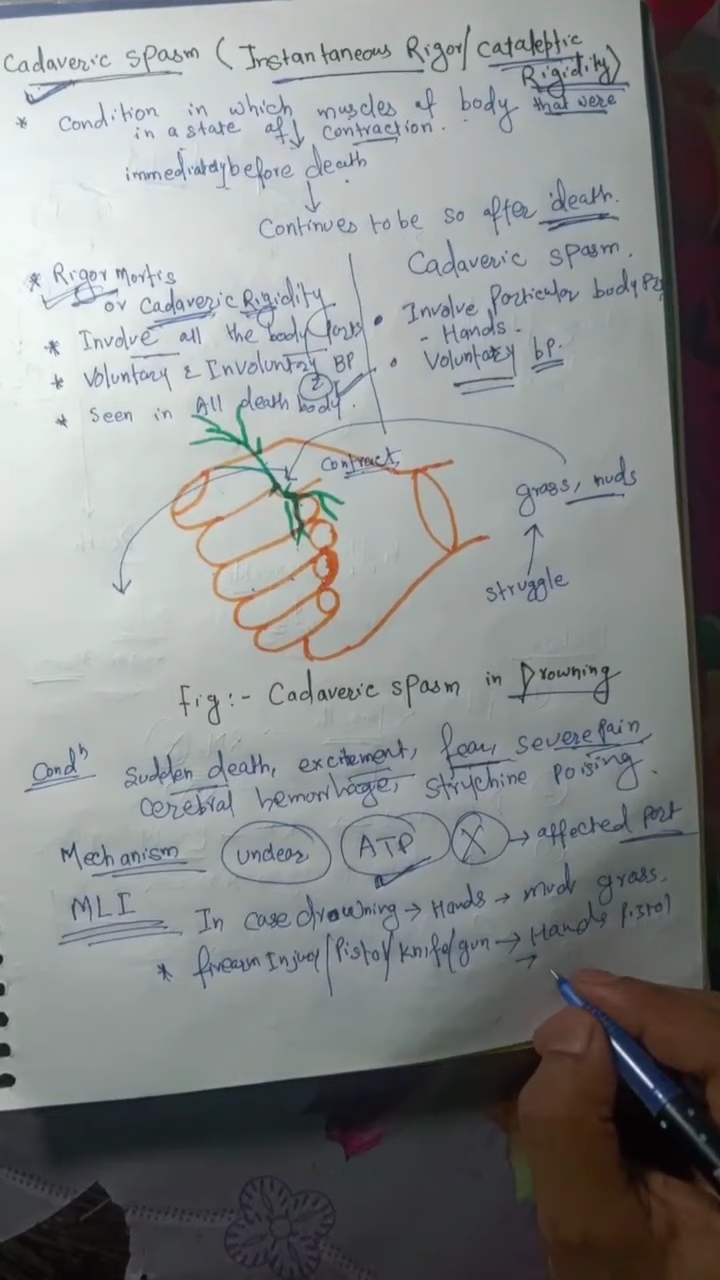 Cadaveric spasm (Instantaneous Rigor/Cataleptic
Rigidity)
* Condition in which muscles of body that were
in a state of contraction.
immediately before death
Continues to be so after death.
* Rigor mortis
or Cadaveric Rigidity
* Involve all the body parts
* Voluntary & Involuntary BP
* Seen in All death body.
Cadaveric spasm.
• Involve Particular body
- Hands -
• Voluntary bP.
2
Contract
grass, muds
struggle
Fig:- Cadaveric spasm in Drowning
Condⁿ Sudden death, excitement, fear, severe pain
cerebral hemorrhage, strychine poising.
Mechanism unclear ATP X → affected part
MLI In case drowning → Hands → mud grass.
* firearm Injury/Pistol/knife/gun → Hands Pistol
→